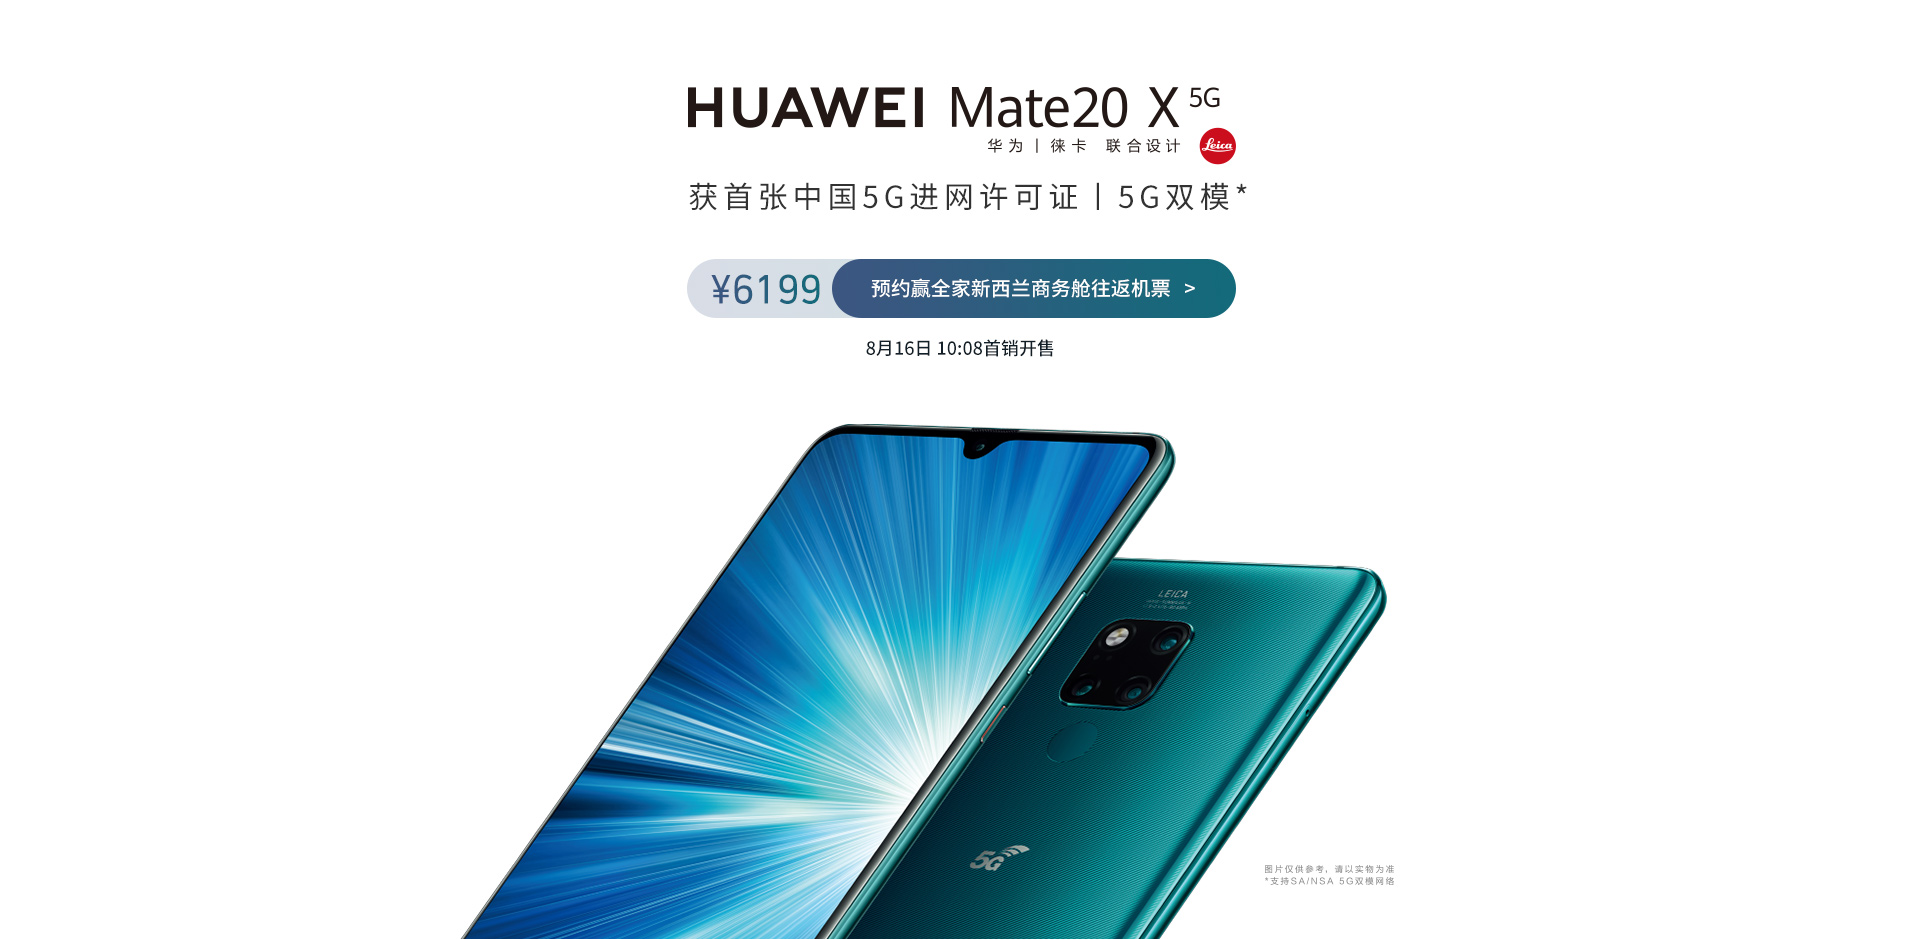 HUAWEI Mate20 X 5G
华为丨徕卡 联合设计 Leica
获首张中国5G进网许可证丨5G双模*
¥6199 预约赢全家新西兰商务舱往返机票 >
8月16日 10:08首销开售
LEICA
5G
图片仅供参考，请以实物为准
*支持SA/NSA 5G双模网络